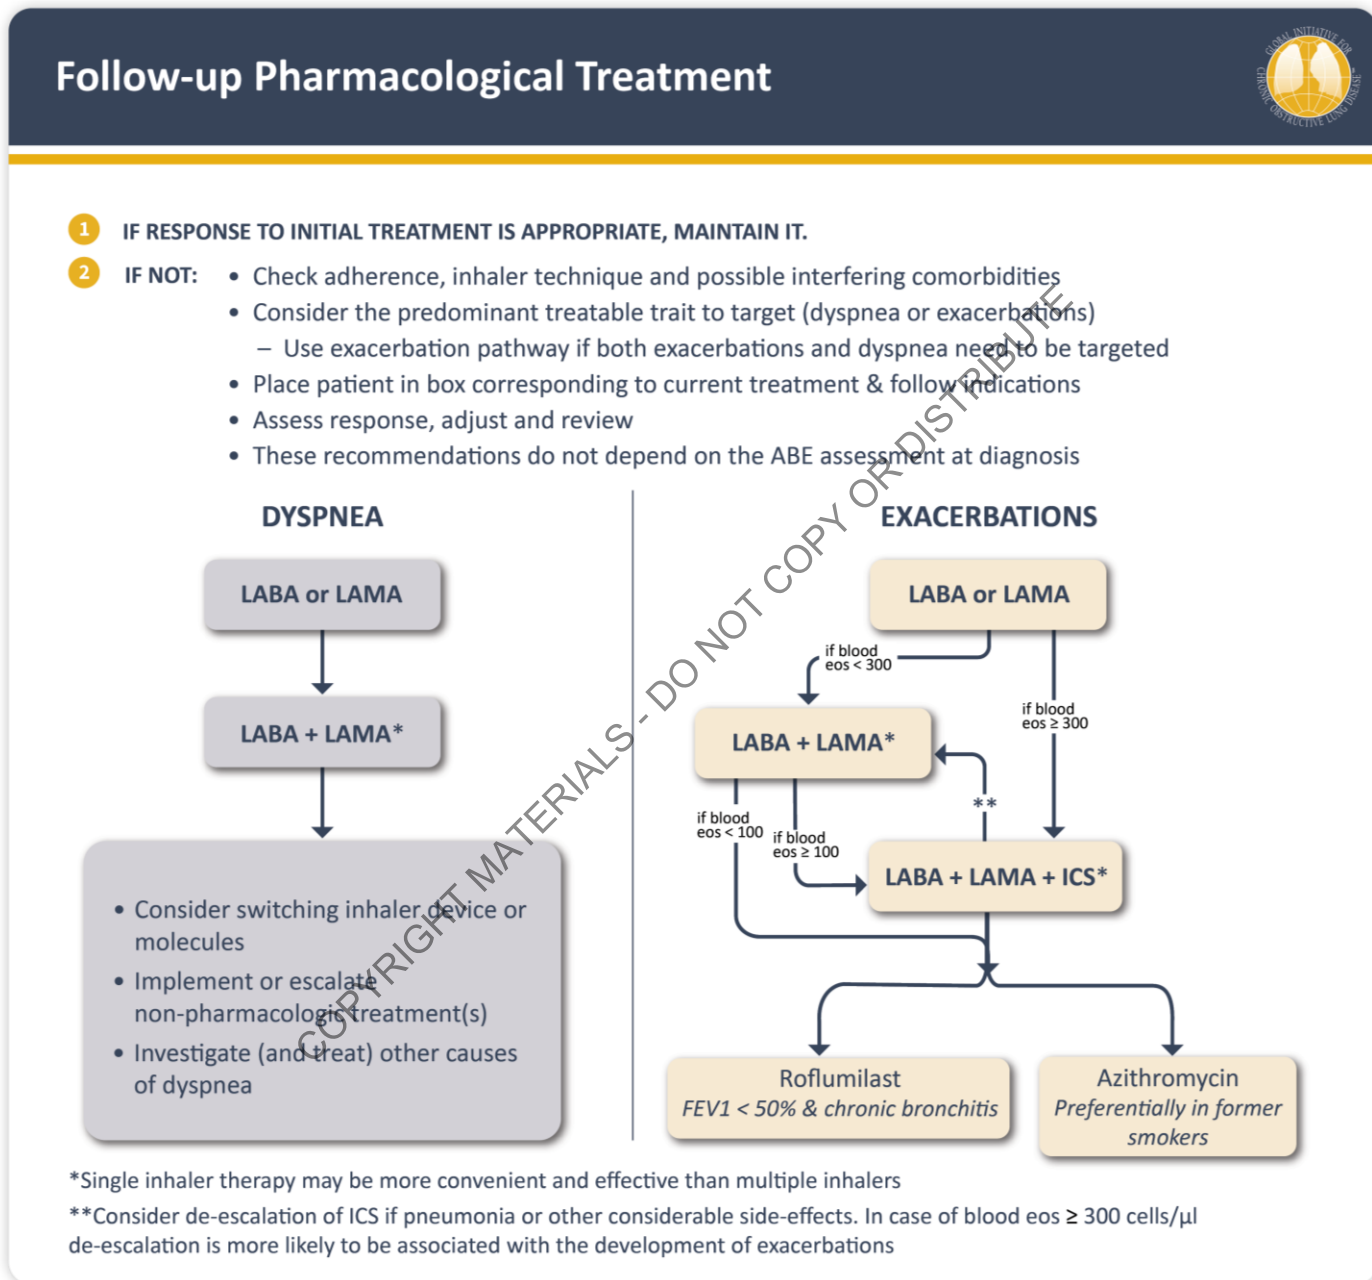 Follow-up Pharmacological Treatment
GLOBAL INITIATIVE FOR
CHRONIC OBSTRUCTIVE LUNG DISEASE
1 IF RESPONSE TO INITIAL TREATMENT IS APPROPRIATE, MAINTAIN IT.
2 IF NOT: • Check adherence, inhaler technique and possible interfering comorbidities
• Consider the predominant treatable trait to target (dyspnea or exacerbations)
– Use exacerbation pathway if both exacerbations and dyspnea need to be targeted
• Place patient in box corresponding to current treatment & follow indications
• Assess response, adjust and review
• These recommendations do not depend on the ABE assessment at diagnosis
DYSPNEA
LABA or LAMA
LABA + LAMA*
• Consider switching inhaler device or
molecules
• Implement or escalate
non-pharmacologic treatment(s)
• Investigate (and treat) other causes
of dyspnea
EXACERBATIONS
LABA or LAMA
if blood
eos < 300
if blood
eos ≥ 300
LABA + LAMA*
**
if blood
eos < 100
if blood
eos ≥ 100
LABA + LAMA + ICS*
Roflumilast
FEV1 < 50% & chronic bronchitis
Azithromycin
Preferentially in former
smokers
*Single inhaler therapy may be more convenient and effective than multiple inhalers
**Consider de-escalation of ICS if pneumonia or other considerable side-effects. In case of blood eos ≥ 300 cells/µl
de-escalation is more likely to be associated with the development of exacerbations
COPYRIGHT MATERIALS - DO NOT COPY OR DISTRIBUTE